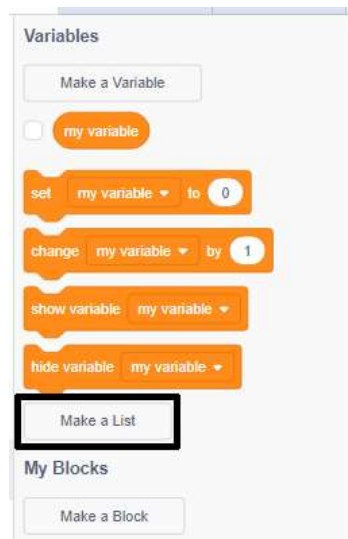 Variables
Make a Variable
my variable
set my variable to 0
change my variable by 1
show variable my variable
hide variable my variable
Make a List
My Blocks
Make a Block